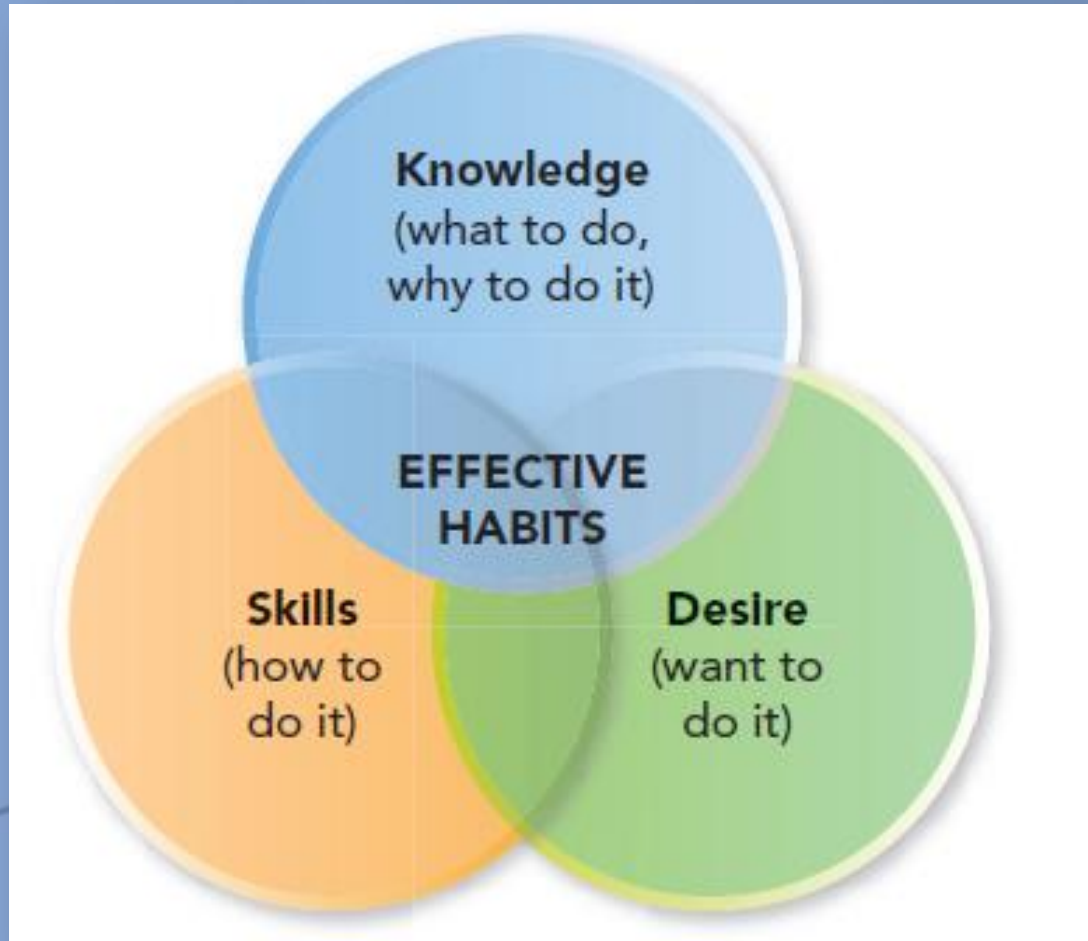 Knowledge
(what to do,
why to do it)
EFFECTIVE
HABITS
Skills
(how to
do it)
Desire
(want to
do it)